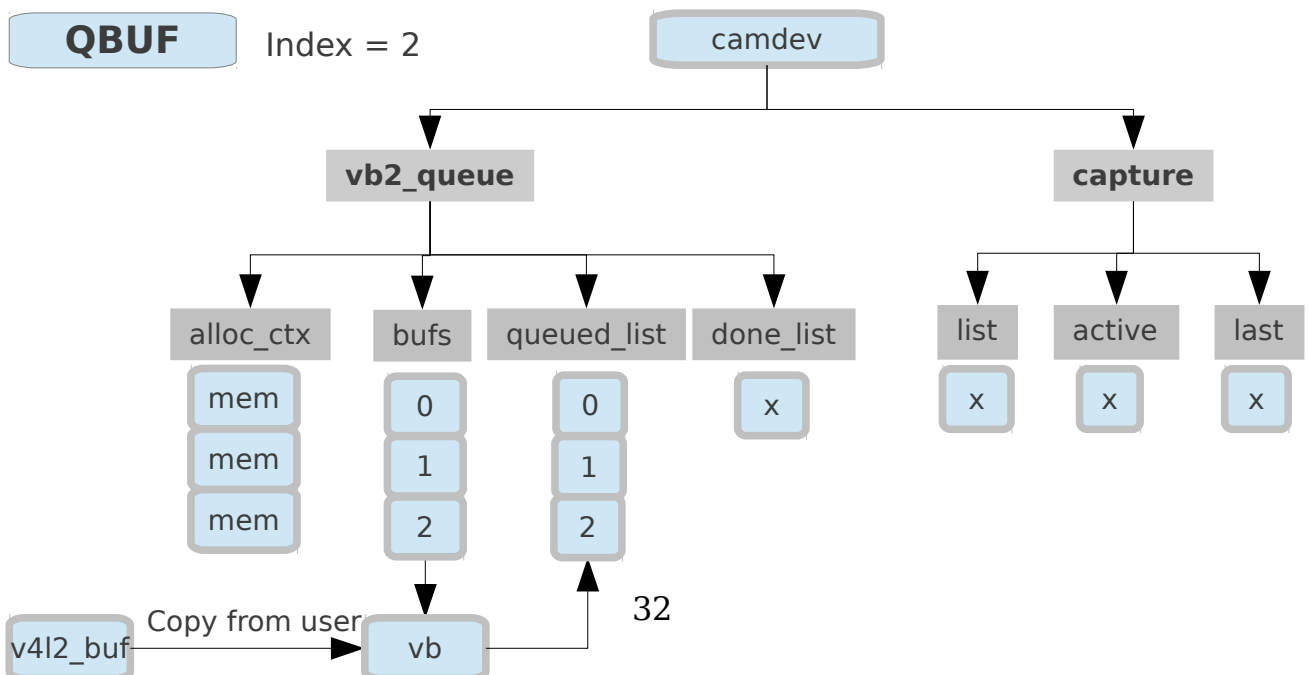 QBUF
Index = 2
camdev
vb2_queue
capture
alloc_ctx
bufs
queued_list
done_list
list
active
last
mem
0
0
x
x
x
x
mem
1
1
mem
2
2
32
Copy from user
v4l2_buf
vb